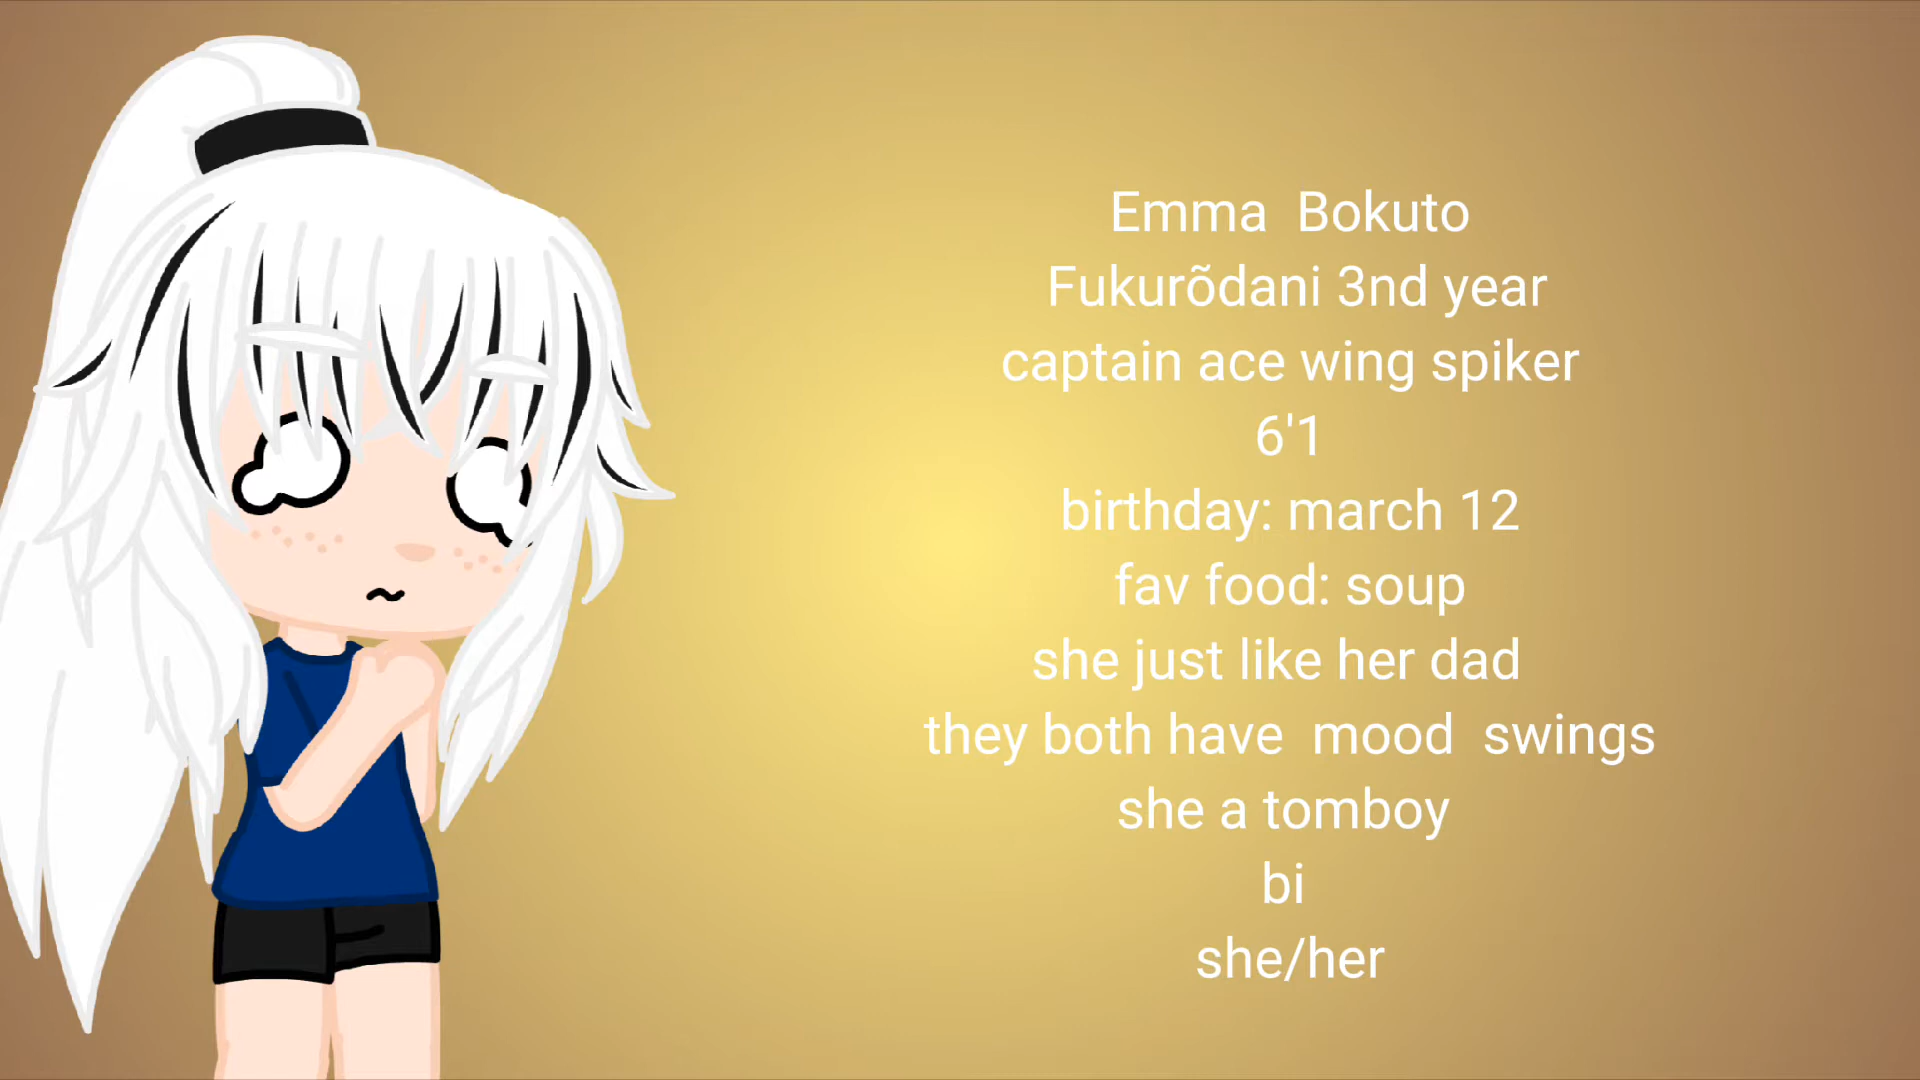 Emma  Bokuto
Fukurõdani 3nd year
captain ace wing spiker
6'1
birthday: march 12
fav food: soup
she just like her dad
they both have  mood  swings
she a tomboy
bi
she/her